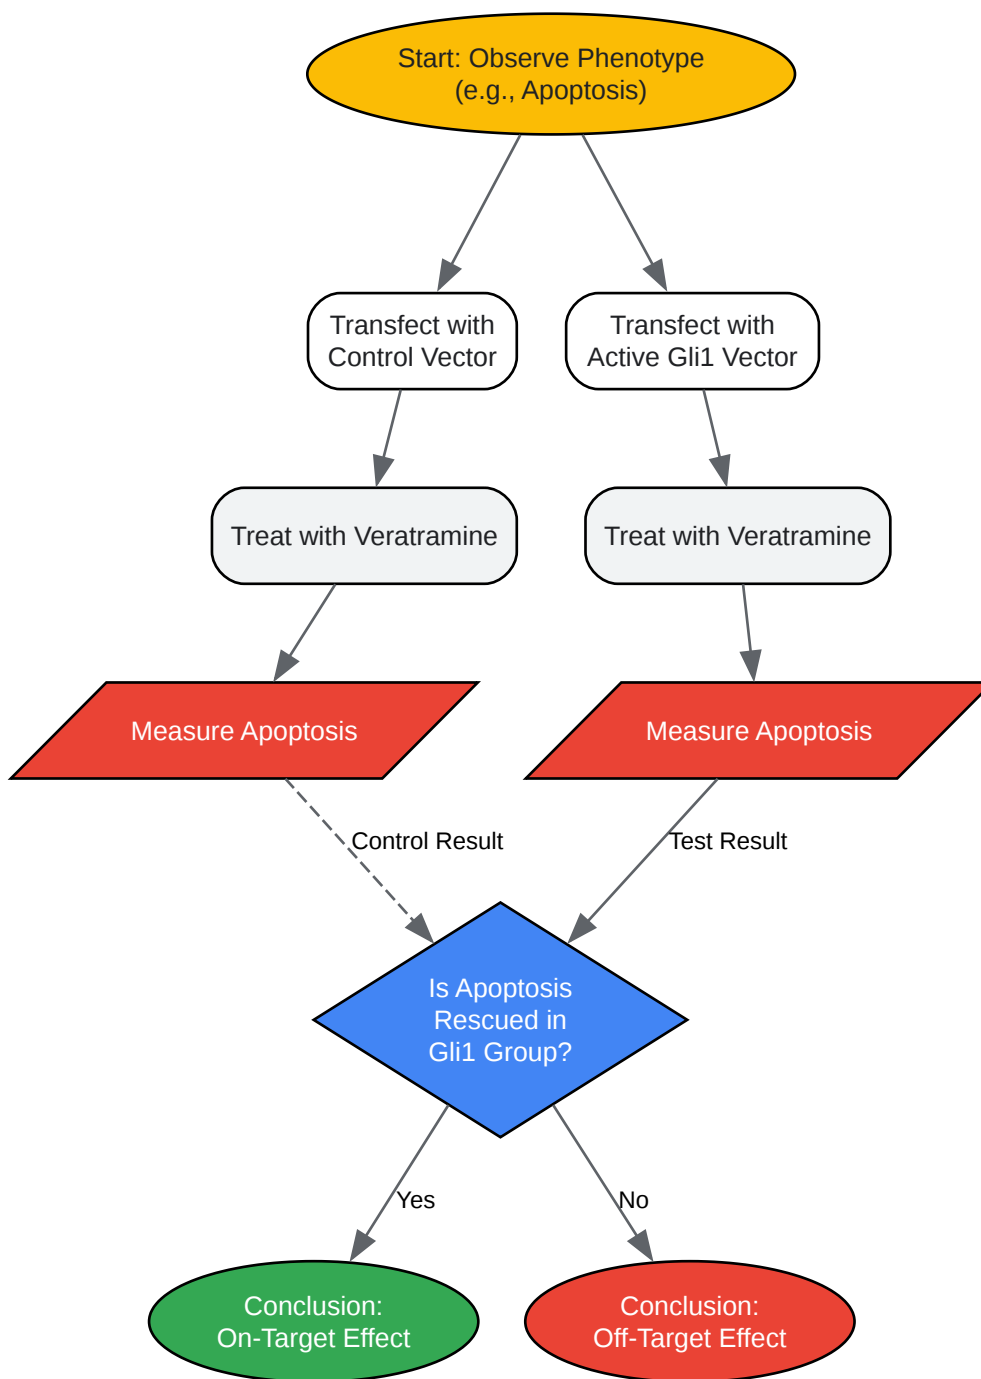 Start: Observe Phenotype
(e.g., Apoptosis)
Transfect with
Control Vector
Transfect with
Active Gli1 Vector
Treat with Veratramine
Treat with Veratramine
Measure Apoptosis
Measure Apoptosis
Control Result
Test Result
Is Apoptosis
Rescued in
Gli1 Group?
Yes
No
Conclusion:
On-Target Effect
Conclusion:
Off-Target Effect